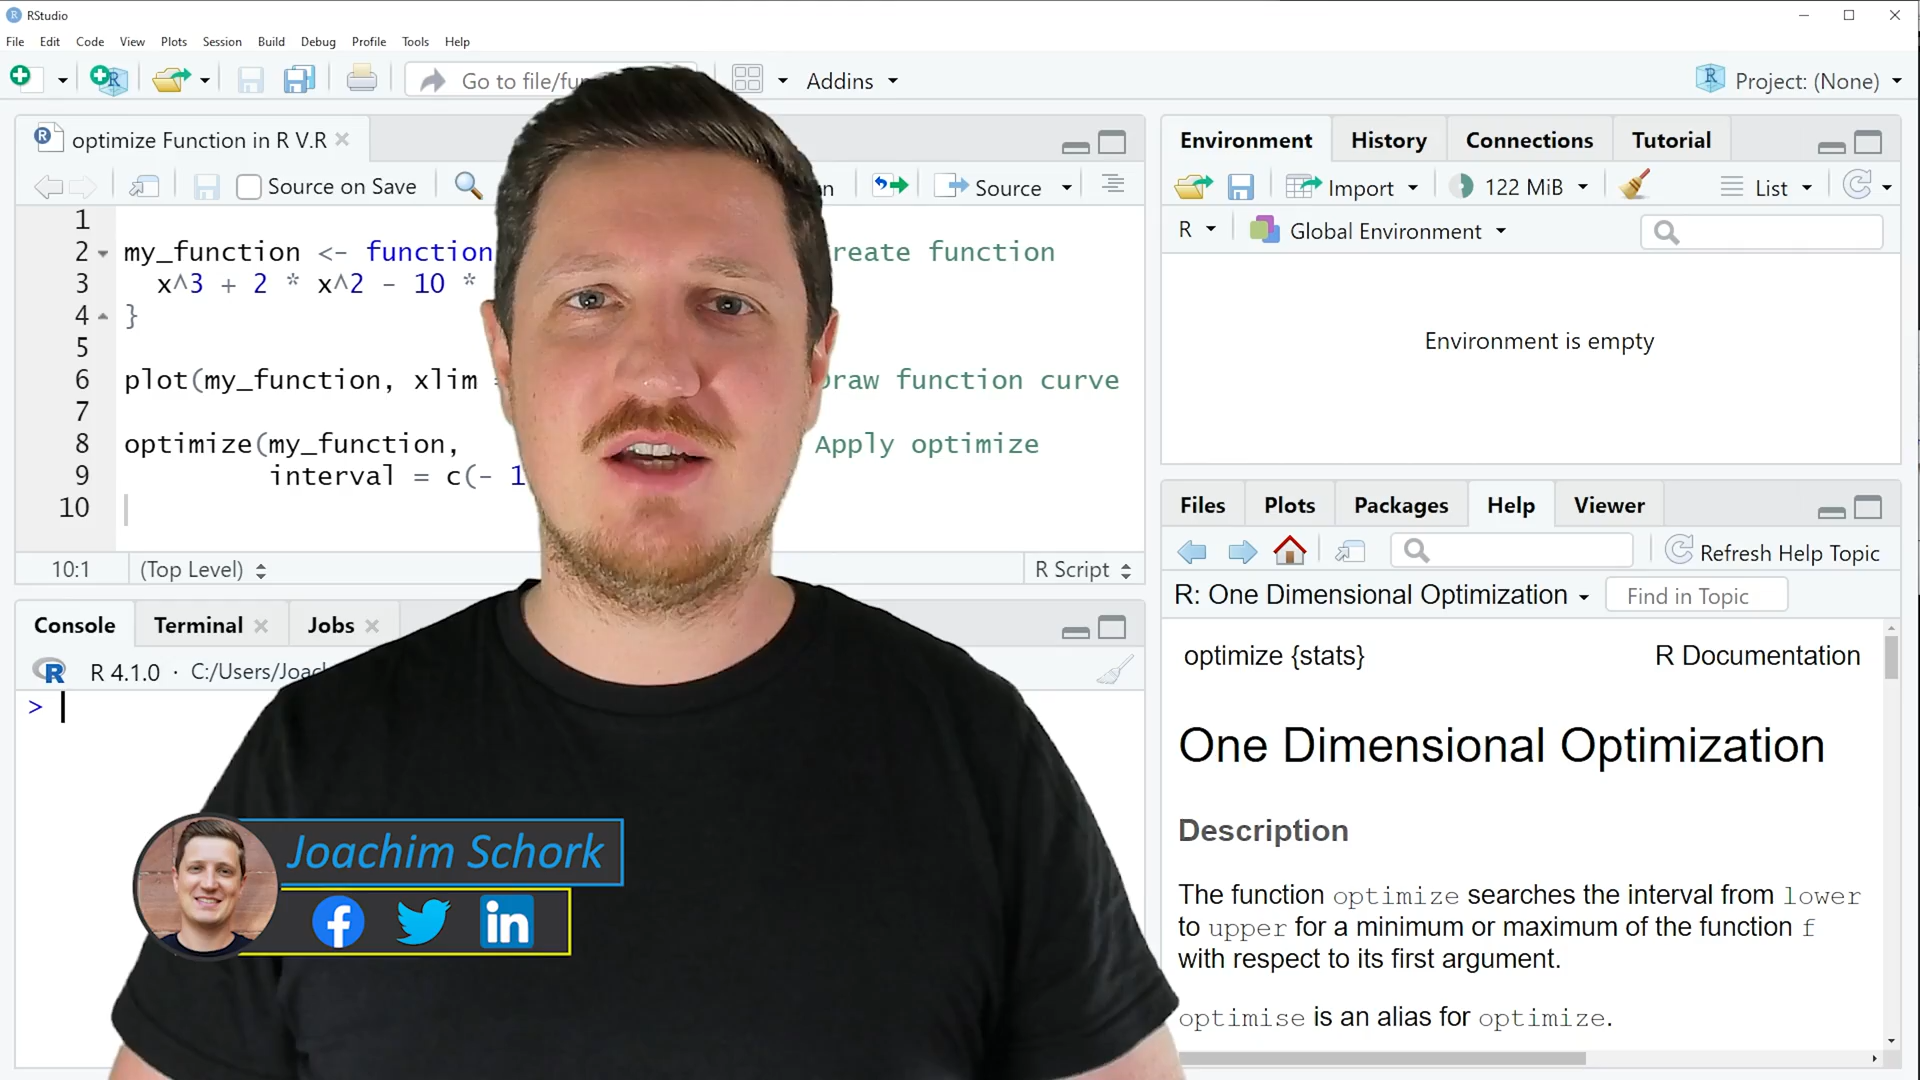 RStudio
File Edit Code View Plots Session Build Debug Profile Tools Help
Go to file/fu
Addins
Project: (None)
optimize Function in R V.R
Source on Save
Source
1
2 my_function <- function reate function
3 x^3 + 2 * x^2 - 10 *
4 }
5
6 plot(my_function, xlim raw function curve
7
8 optimize(my_function, Apply optimize
9 interval = c(- 1
10
10:1 (Top Level) R Script
Console Terminal Jobs
R 4.1.0 · C:/Users/Joac
>
Joachim Schork
f
in
Environment History Connections Tutorial
Import 122 MiB List
R Global Environment
Environment is empty
Files Plots Packages Help Viewer
Refresh Help Topic
R: One Dimensional Optimization Find in Topic
optimize {stats} R Documentation
One Dimensional Optimization
Description
The function optimize searches the interval from lower
to upper for a minimum or maximum of the function f
with respect to its first argument.
optimise is an alias for optimize.